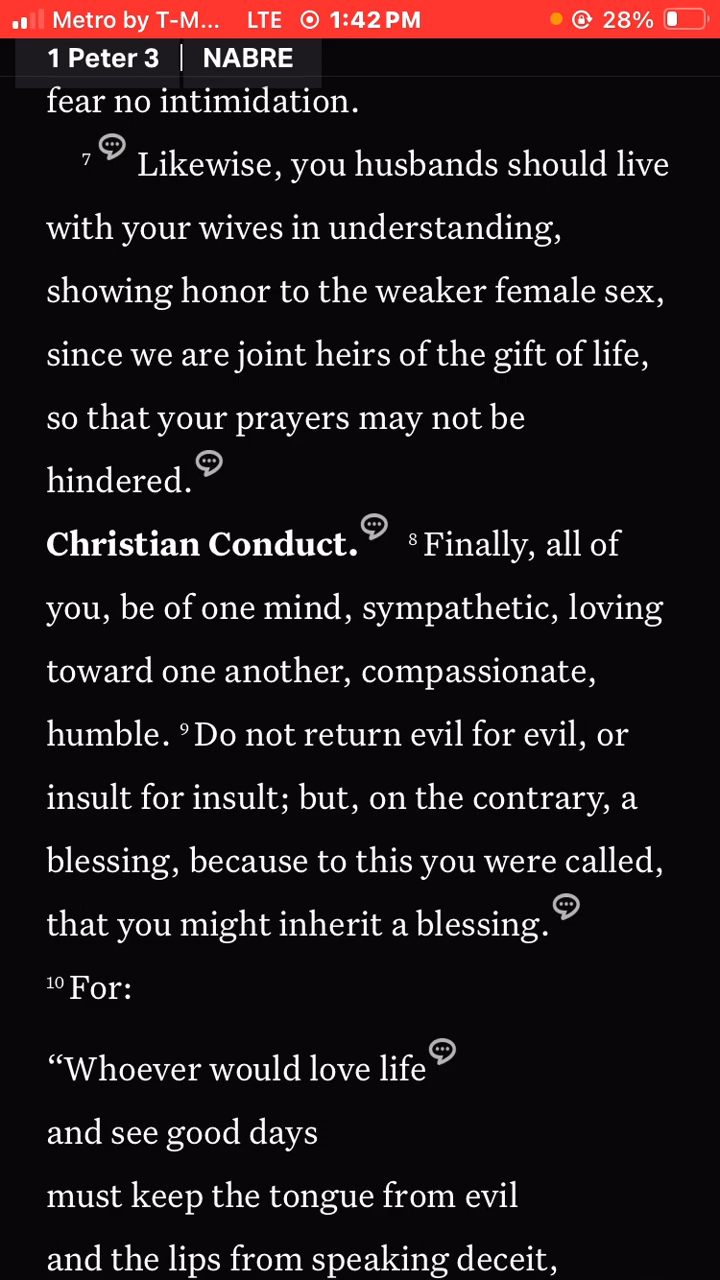 Metro by T-M... LTE 1:42 PM 28%
1 Peter 3 | NABRE
fear no intimidation.
7 Likewise, you husbands should live
with your wives in understanding,
showing honor to the weaker female sex,
since we are joint heirs of the gift of life,
so that your prayers may not be
hindered.
Christian Conduct. 8 Finally, all of
you, be of one mind, sympathetic, loving
toward one another, compassionate,
humble. 9 Do not return evil for evil, or
insult for insult; but, on the contrary, a
blessing, because to this you were called,
that you might inherit a blessing.
10 For:
“Whoever would love life
and see good days
must keep the tongue from evil
and the lips from speaking deceit,